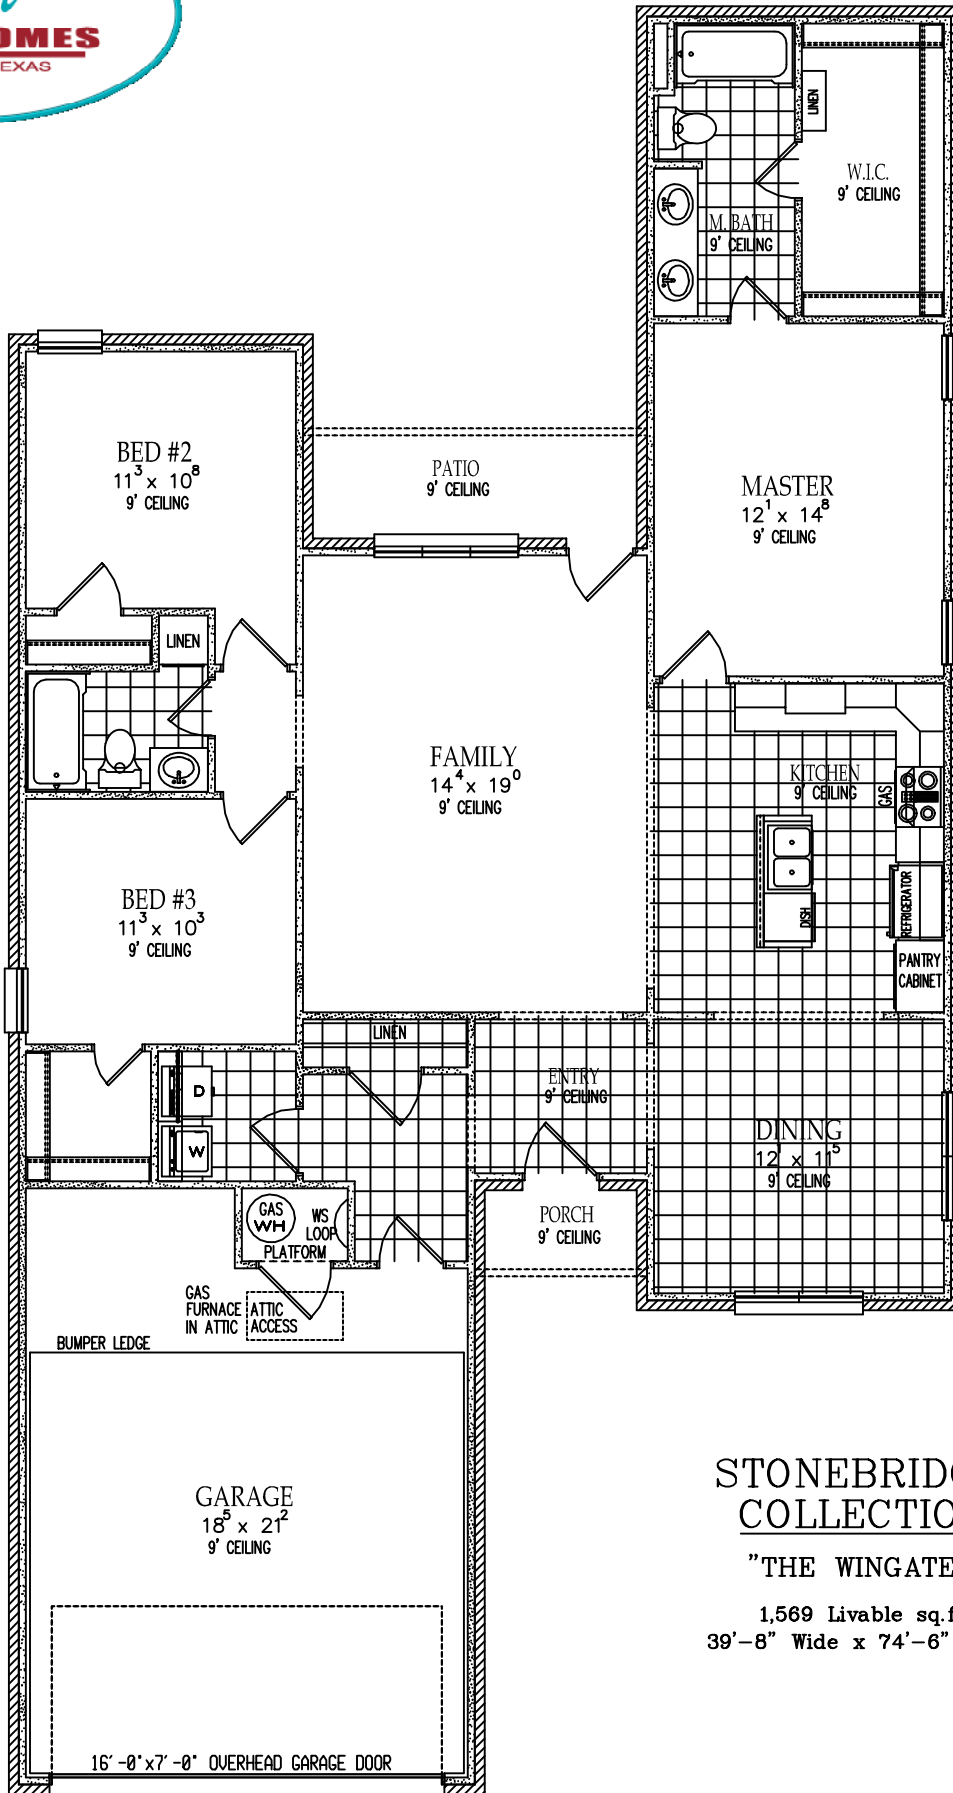 OMES
EXAS
LINEN
W.I.C.
9' CEILING
M. BATH
9' CEILING
BED #2
11³ x 10⁸
9' CEILING
PATIO
9' CEILING
MASTER
12¹ x 14⁸
9' CEILING
LINEN
FAMILY
14⁴ x 19⁰
9' CEILING
KITCHEN
9' CEILING
GAS
BED #3
11³ x 10³
9' CEILING
DISH
REFRIGERATOR
PANTRY
CABINET
LINEN
D
W
ENTRY
9' CEILING
DINING
12¹ x 11⁵
9' CEILING
GAS
WH
WS
LOOP
PLATFORM
PORCH
9' CEILING
GAS
FURNACE
IN ATTIC
ATTIC
ACCESS
BUMPER LEDGE
GARAGE
18⁵ x 21²
9' CEILING
16'-0"x7'-0" OVERHEAD GARAGE DOOR
STONEBRIDG
COLLECTIO
"THE WINGATE
1,569 Livable sq.f
39'-8" Wide x 74'-6"